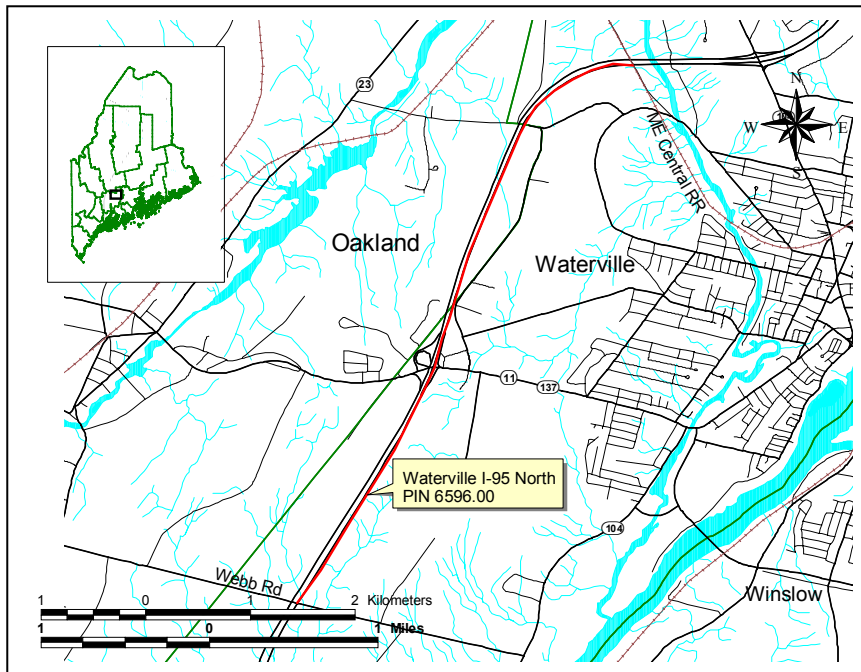 23
N
W
E
S
ME Central RR
Oakland
Waterville
11
137
Waterville I-95 North
PIN 6596.00
104
Webb Rd
Winslow
1 0 1 2 Kilometers
1 0 1 Miles